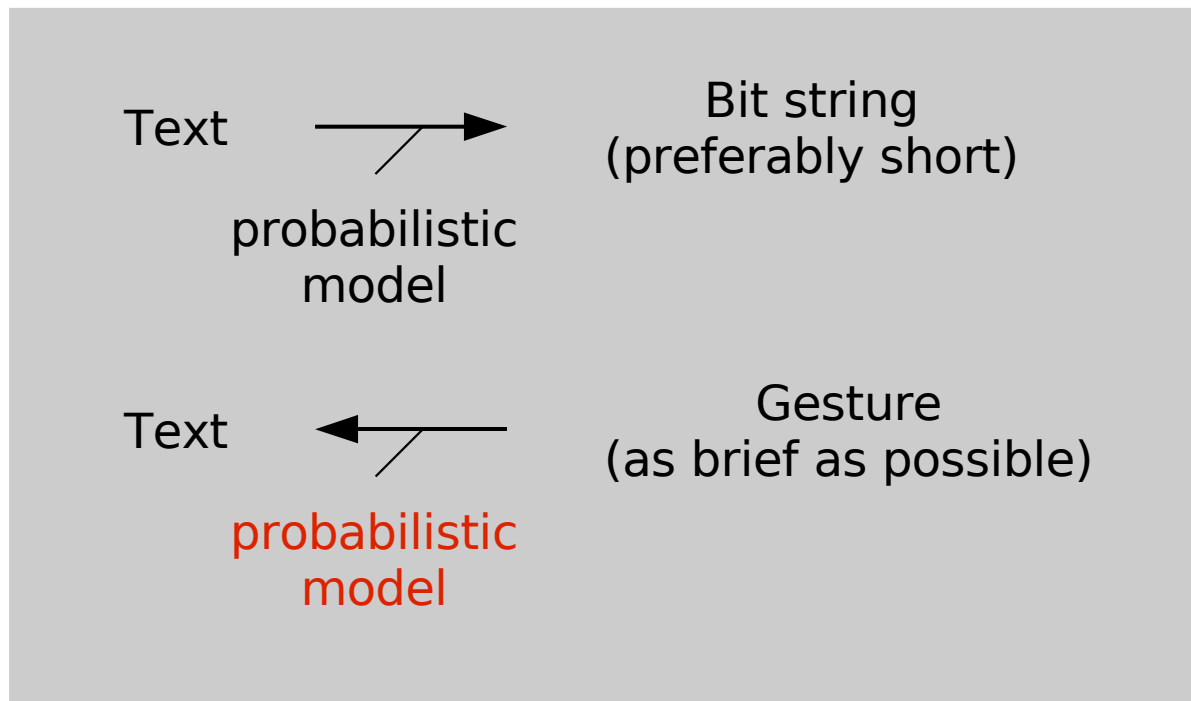 Text
Bit string
(preferably short)
probabilistic
model
Text
Gesture
(as brief as possible)
probabilistic
model